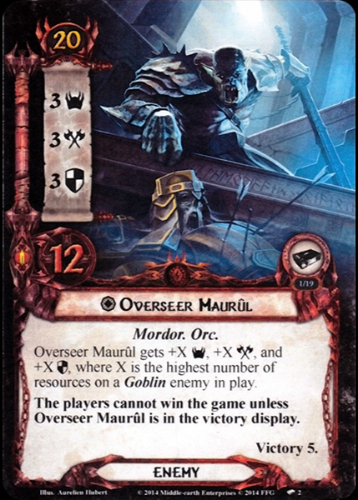 20
3
3
3
12
1/19
Overseer Maurûl
Mordor. Orc.
Overseer Maurûl gets +X , +X , and
+X , where X is the highest number of
resources on a Goblin enemy in play.
The players cannot win the game unless
Overseer Maurûl is in the victory display.
Victory 5.
ENEMY
Illus. Aurelien Hubert © 2014 Middle-earth Enterprises © 2014 FFG 2